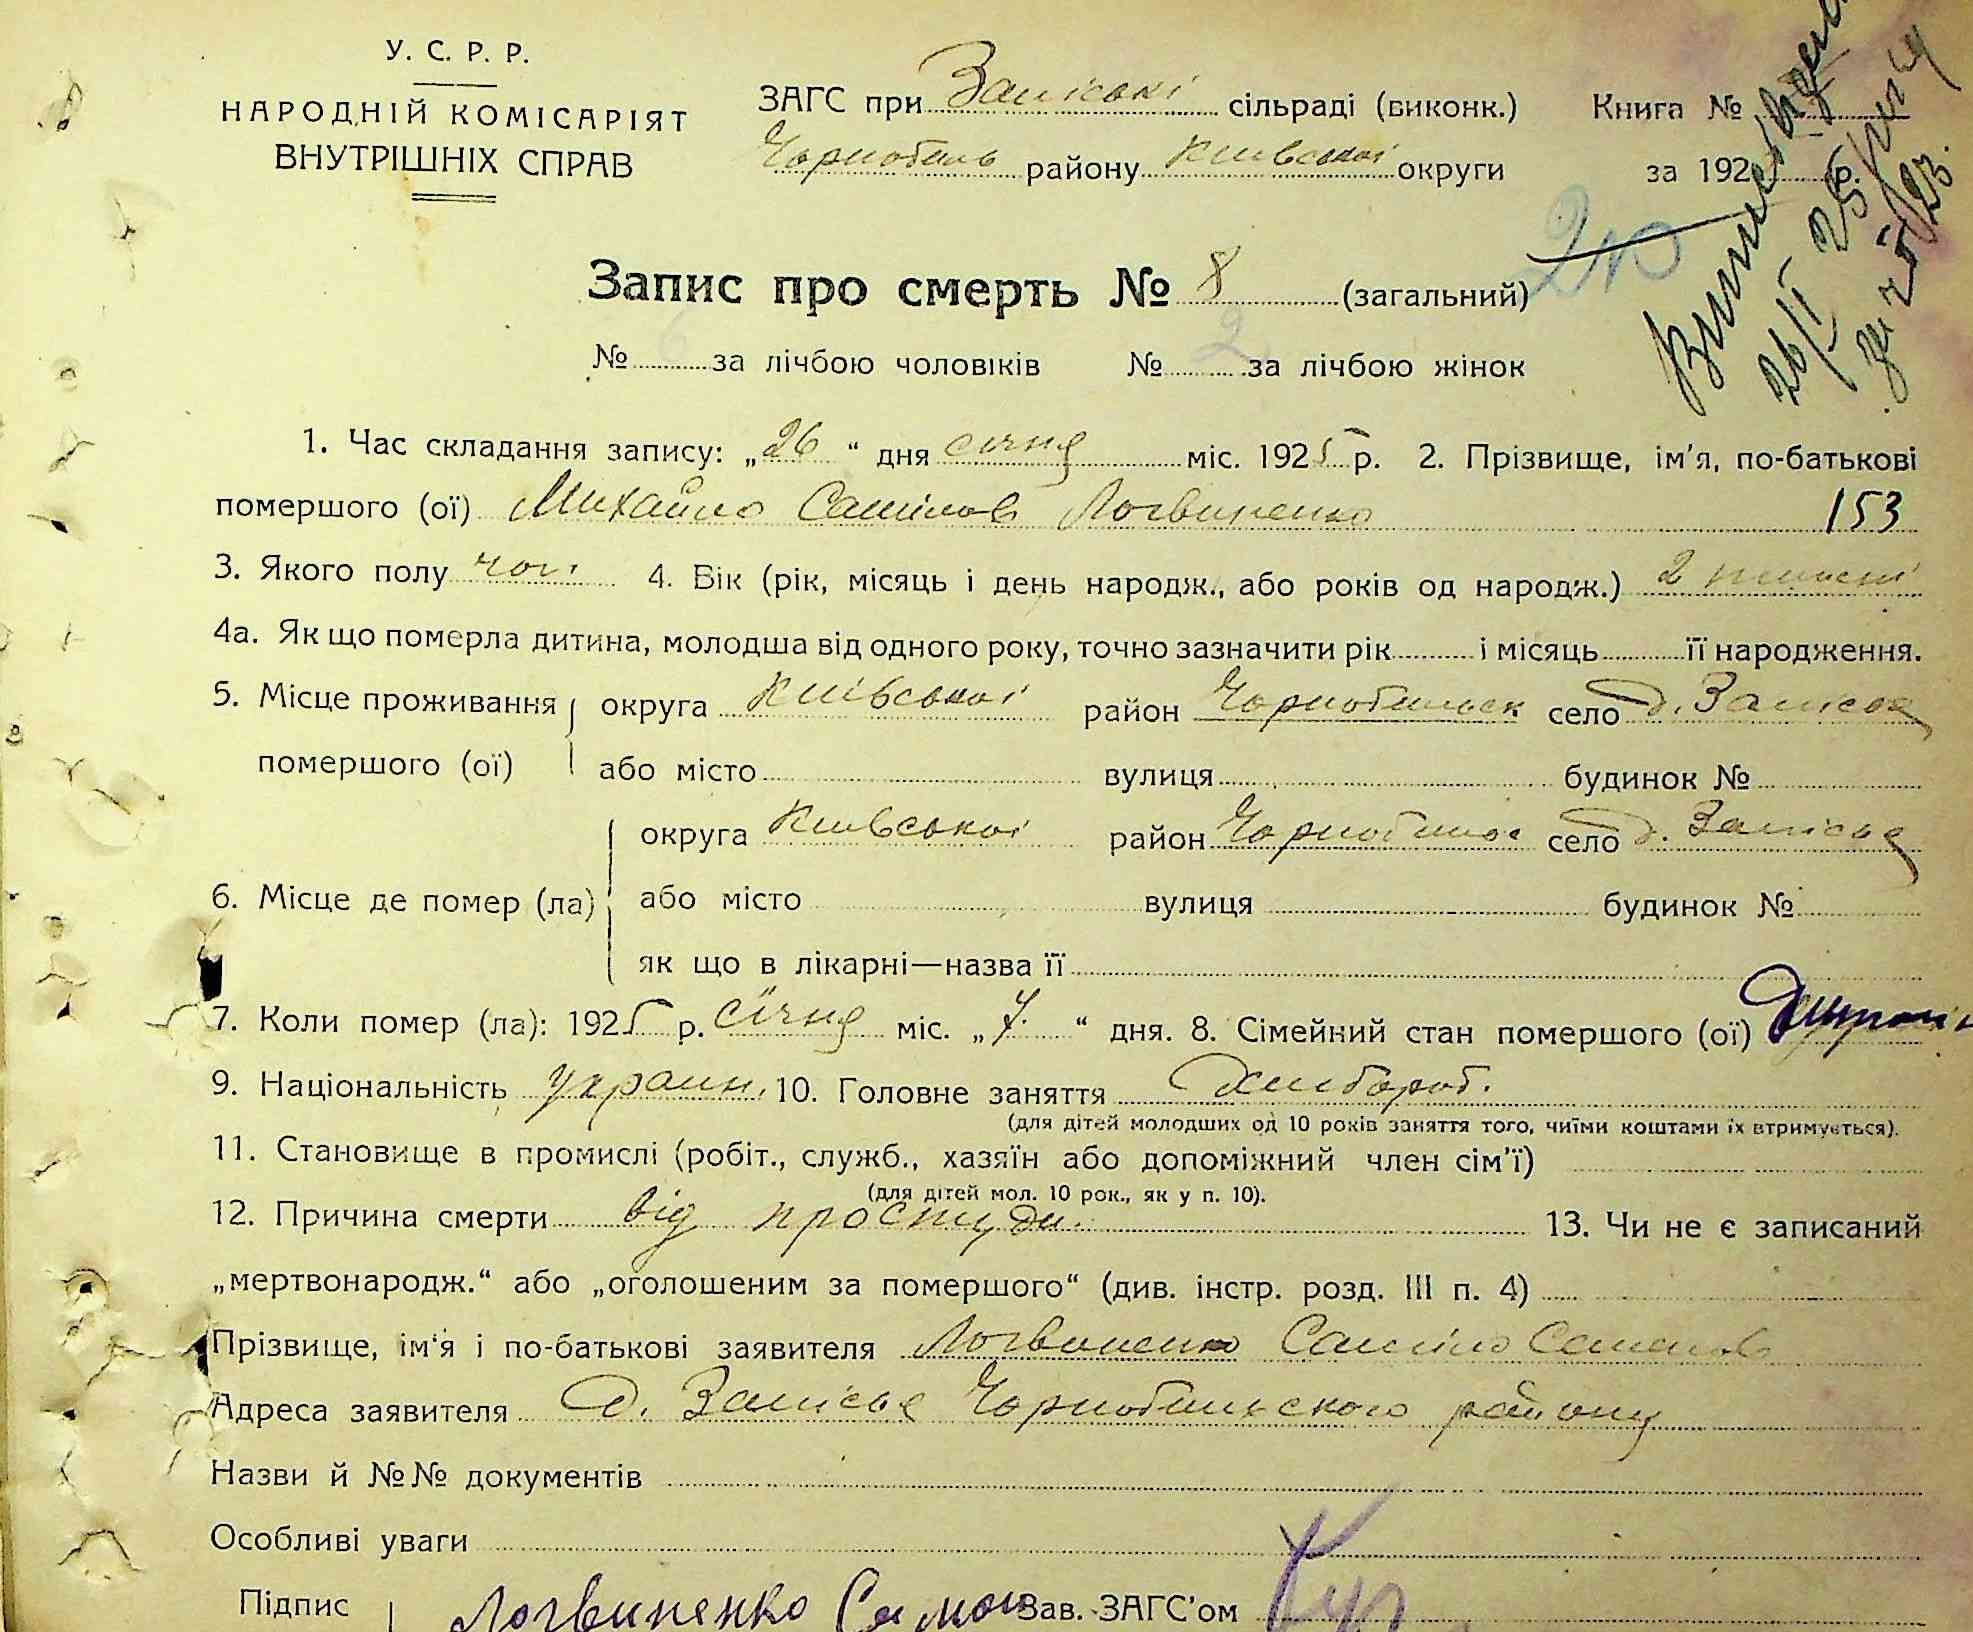 У. С. Р. Р.
НАРОДНІЙ КОМІСАРІЯТ
ВНУТРІШНІХ СПРАВ
ЗАГС при Заліські сільраді (виконк.) Книга №
Чорнобиль району Київської округи за 192 р.
Запис про смерть № 8 (загальний)
210
№ 6 за лічбою чоловіків № 2 за лічбою жінок
1. Час складання запису: „26“ дня січня міс. 1925 р. 2. Прізвище, ім'я, по-батькові
помершого (ої) Михайло Самілов Логвиненко 153
3. Якого полу чол. 4. Вік (рік, місяць і день народж., або років од народж.) 2 тижні
4а. Як що померла дитина, молодша від одного року, точно зазначити рік і місяць її народження.
5. Місце проживання округа Київської район Чорнобильськ село д. Залісся
помершого (ої) або місто вулиця будинок №
округа Київської район Чорнобильс село д. Залісся
6. Місце де помер (ла) або місто вулиця будинок №
як що в лікарні—назва її
7. Коли помер (ла): 1925 р. січня міс. „7.“ дня. 8. Сімейний стан помершого (ої)
9. Національність украин. 10. Головне заняття Хлибороб.
(для дітей молодших од 10 років заняття того, чиїми коштами їх втримується).
11. Становище в промислі (робіт., служб., хазяїн або допоміжний член сім'ї)
(для дітей мол. 10 рок., як у п. 10).
12. Причина смерти від простуди. 13. Чи не є записаний
„мертвонародж.“ або „оголошеним за помершого“ (див. інстр. розд. III п. 4)
Прізвище, ім'я і по-батькові заявителя Логвиненко Саміло Семенов
Адреса заявителя д. Залісся Чорнобильского району
Назви й №№ документів
Особливі уваги
Підпис Логвиненко Зав. ЗАГС'ом